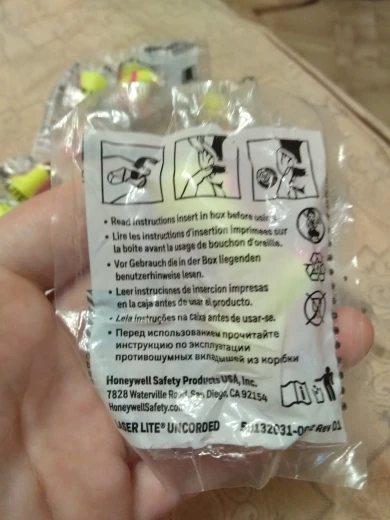 • Read instructions insert in box before using.
• Lire les instructions d'insertion imprimées sur
la boîte avant la usage de bouchon d'oreille.
• Vor Gebrauch die in der Box liegenden
benutzerhinweise lesen.
• Leer instruciones de insercion impresas
en la caja antes de usar el producto.
• Leia instruções na caixa antes de usar-se.
• Перед использованием прочитайте
инструкцию по эксплуатации
противошумных вкладышей из коробки
Honeywell Safety Products USA, Inc.
7828 Waterville Road, San Diego, CA 92154
HoneywellSafety.com
LASER LITE® UNCORDED
Rev 01